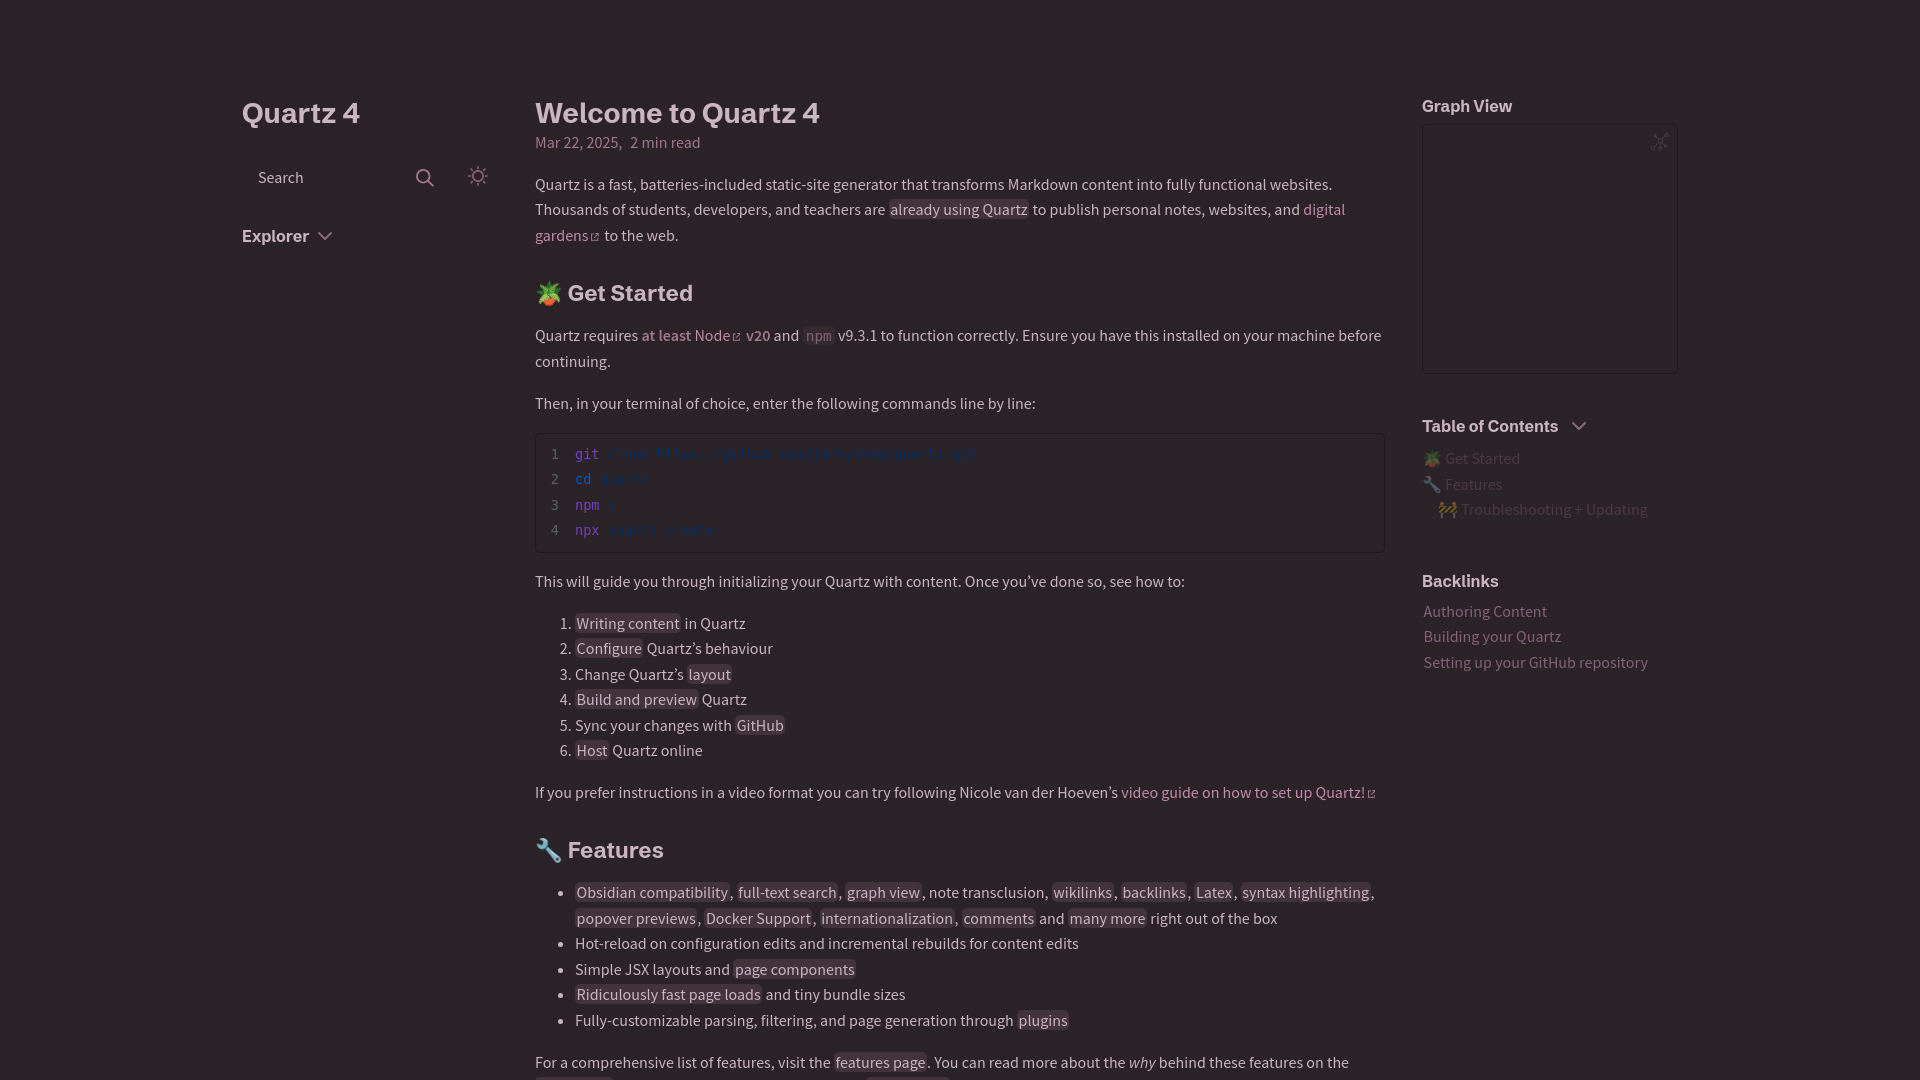 Quartz 4
Search
Explorer
Welcome to Quartz 4
Mar 22, 2025, 2 min read
Quartz is a fast, batteries-included static-site generator that transforms Markdown content into fully functional websites.
Thousands of students, developers, and teachers are already using Quartz to publish personal notes, websites, and digital
gardens to the web.
🪴 Get Started
Quartz requires at least Node v20 and npm v9.3.1 to function correctly. Ensure you have this installed on your machine before
continuing.
Then, in your terminal of choice, enter the following commands line by line:
1 git
2 cd
3 npm
4 npx
This will guide you through initializing your Quartz with content. Once you’ve done so, see how to:
1. Writing content in Quartz
2. Configure Quartz’s behaviour
3. Change Quartz’s layout
4. Build and preview Quartz
5. Sync your changes with GitHub
6. Host Quartz online
If you prefer instructions in a video format you can try following Nicole van der Hoeven’s video guide on how to set up Quartz!
🔧 Features
• Obsidian compatibility, full-text search, graph view, note transclusion, wikilinks, backlinks, Latex, syntax highlighting,
popover previews, Docker Support, internationalization, comments and many more right out of the box
• Hot-reload on configuration edits and incremental rebuilds for content edits
• Simple JSX layouts and page components
• Ridiculously fast page loads and tiny bundle sizes
• Fully-customizable parsing, filtering, and page generation through plugins
For a comprehensive list of features, visit the features page. You can read more about the why behind these features on the
Graph View
Table of Contents
🪴 Get Started
🔧 Features
🚧 Troubleshooting + Updating
Backlinks
Authoring Content
Building your Quartz
Setting up your GitHub repository